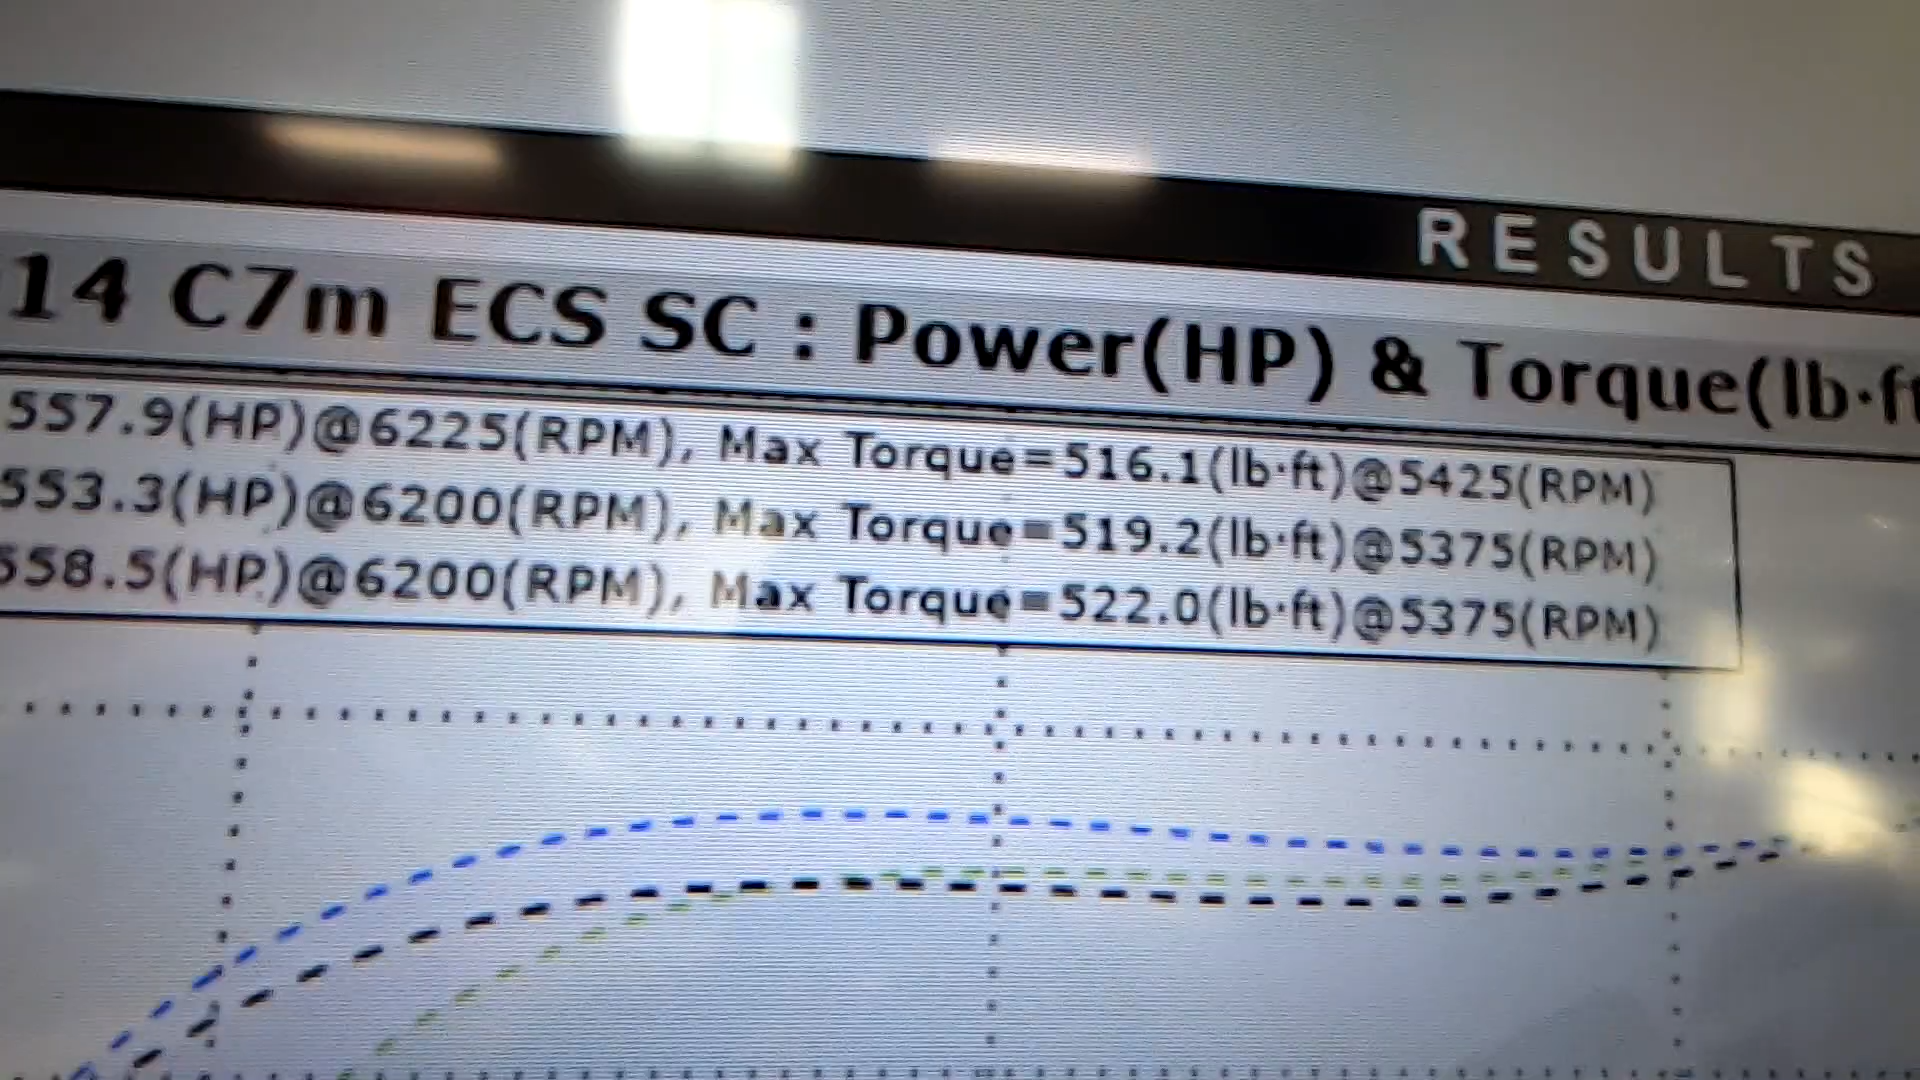 RESULTS
14 C7m ECS SC : Power(HP) & Torque(lb·ft
557.9(HP)@6225(RPM), Max Torque=516.1(lb·ft)@5425(RPM)
553.3(HP)@6200(RPM), Max Torque=519.2(lb·ft)@5375(RPM)
558.5(HP)@6200(RPM), Max Torque=522.0(lb·ft)@5375(RPM)